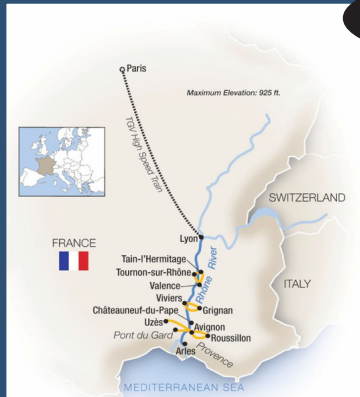 Paris
Maximum Elevation: 925 ft.
TGV High Speed Train
SWITZERLAND
Lyon
FRANCE
Rhône River
Tain-l'Hermitage
Tournon-sur-Rhône
ITALY
Valence
Viviers
Grignan
Châteauneuf-du-Pape
Uzès
Avignon
Pont du Gard
Roussillon
Provence
Arles
MEDITERRANEAN SEA